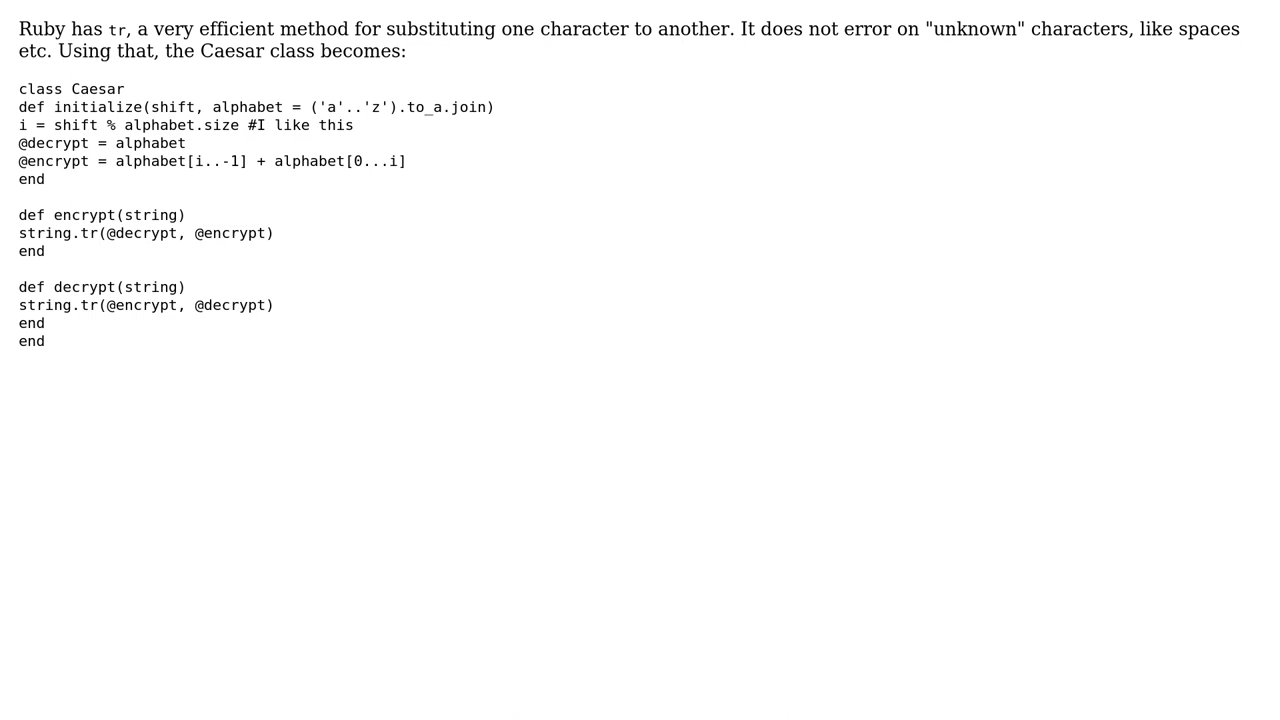 Ruby has tr, a very efficient method for substituting one character to another. It does not error on "unknown" characters, like spaces
etc. Using that, the Caesar class becomes:
class Caesar
def initialize(shift, alphabet = ('a'..'z').to_a.join)
i = shift % alphabet.size #I like this
@decrypt = alphabet
@encrypt = alphabet[i..-1] + alphabet[0...i]
end
def encrypt(string)
string.tr(@decrypt, @encrypt)
end
def decrypt(string)
string.tr(@encrypt, @decrypt)
end
end